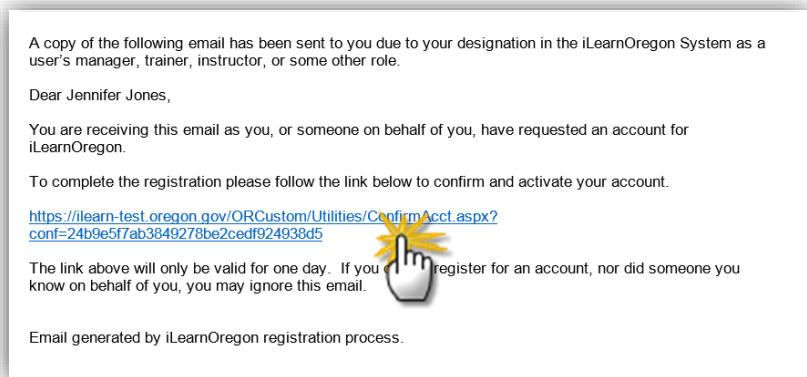 A copy of the following email has been sent to you due to your designation in the iLearnOregon System as a
user's manager, trainer, instructor, or some other role.
Dear Jennifer Jones,
You are receiving this email as you, or someone on behalf of you, have requested an account for
iLearnOregon.
To complete the registration please follow the link below to confirm and activate your account.
https://ilearn-test.oregon.gov/ORCustom/Utilities/ConfirmAcct.aspx?
conf=24b9e5f7ab3849278be2cedf924938d5
The link above will only be valid for one day. If you register for an account, nor did someone you
know on behalf of you, you may ignore this email.
Email generated by iLearnOregon registration process.